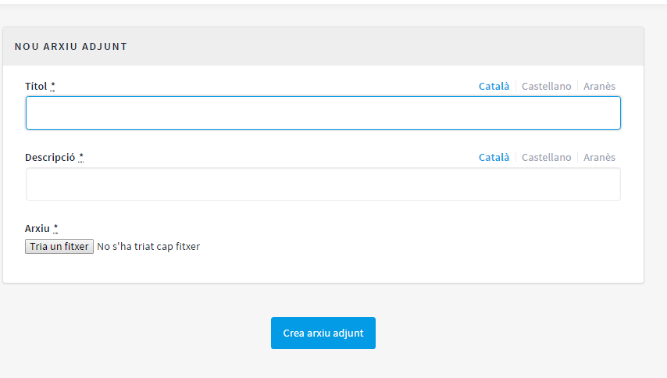 NOU ARXIU ADJUNT
Títol * Català Castellano Aranès
Descripció * Català Castellano Aranès
Arxiu *
Tria un fitxer No s'ha triat cap fitxer
Crea arxiu adjunt